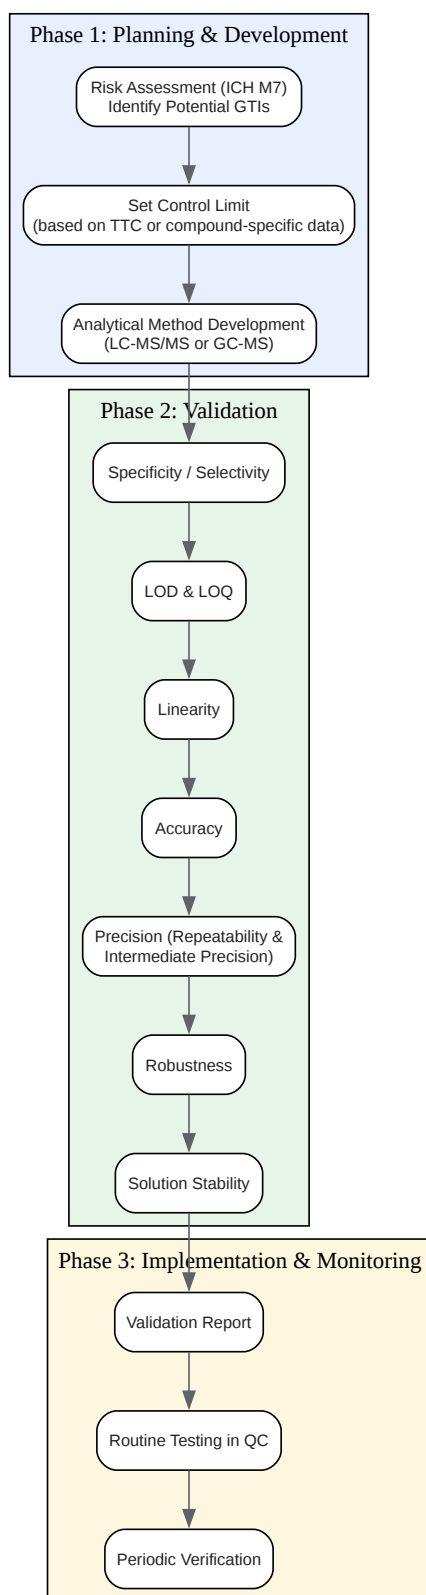 Phase 1: Planning & Development
Risk Assessment (ICH M7)
Identify Potential GTIs
Set Control Limit
(based on TTC or compound-specific data)
Analytical Method Development
(LC-MS/MS or GC-MS)
Phase 2: Validation
Specificity / Selectivity
LOD & LOQ
Linearity
Accuracy
Precision (Repeatability &
Intermediate Precision)
Robustness
Solution Stability
Phase 3: Implementation & Monitoring
Validation Report
Routine Testing in QC
Periodic Verification